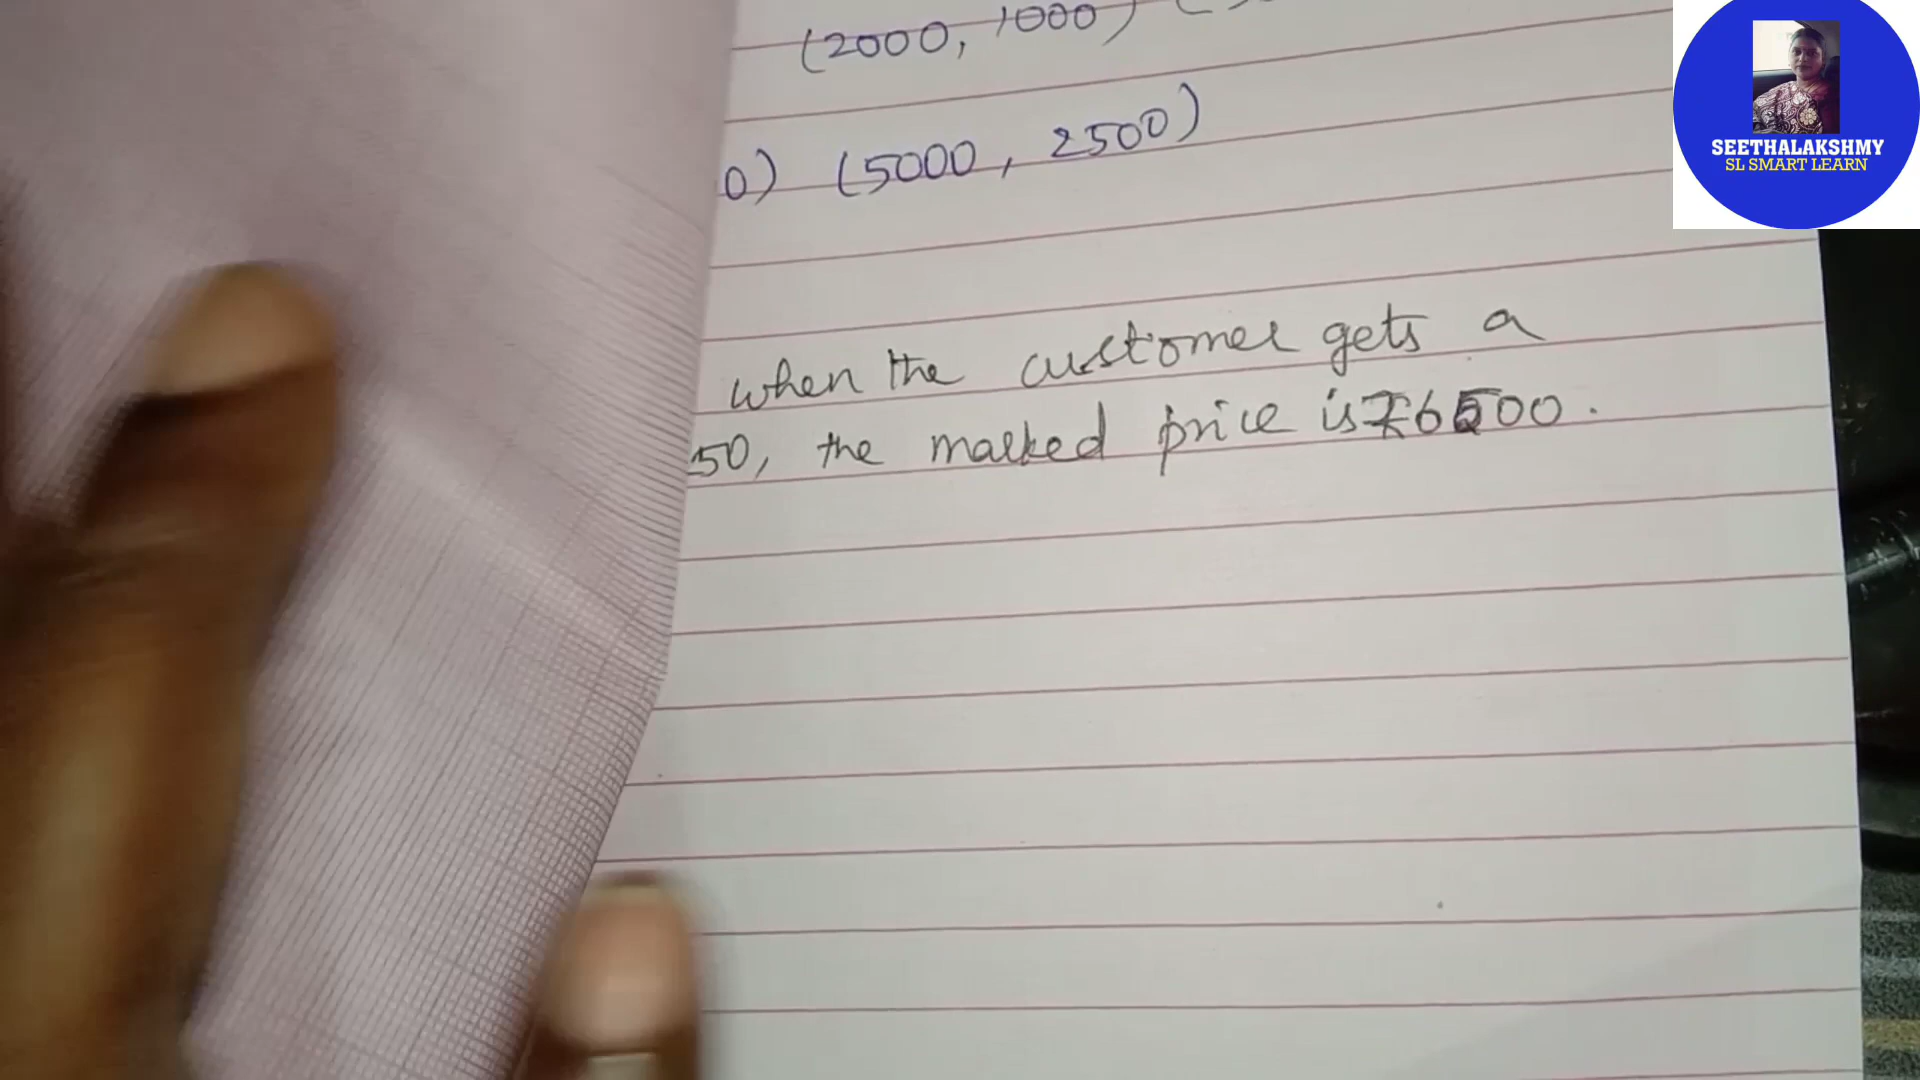 (2000, 1000) (
0) (5000, 2500)
when the customer gets a
50, the marked price is ₹6500.
SEETHALAKSHMY
SL SMART LEARN